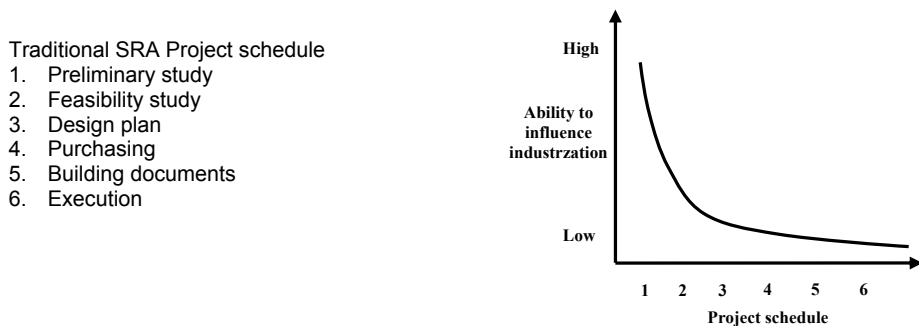 Traditional SRA Project schedule
1. Preliminary study
2. Feasibility study
3. Design plan
4. Purchasing
5. Building documents
6. Execution
High
Ability to
influence
industrzation
Low
1 2 3 4 5 6
Project schedule